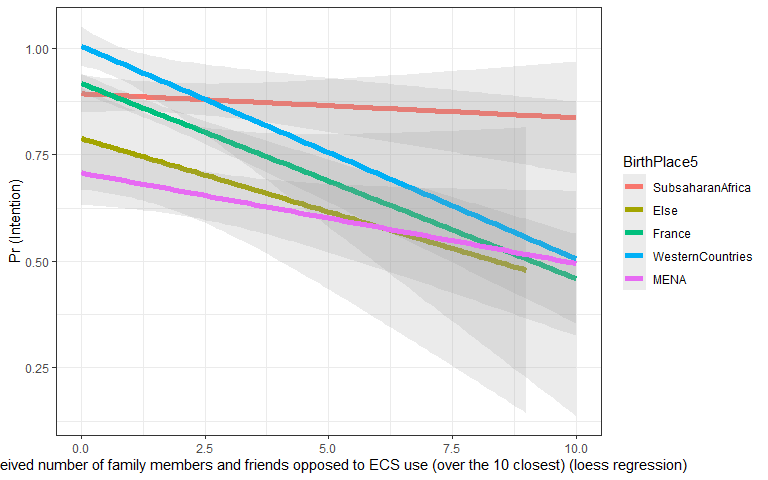 1.00
0.75
0.50
0.25
Pr (Intention)
0.0 2.5 5.0 7.5 10.0
eived number of family members and friends opposed to ECS use (over the 10 closest) (loess regression)
BirthPlace5
SubsaharanAfrica
Else
France
WesternCountries
MENA